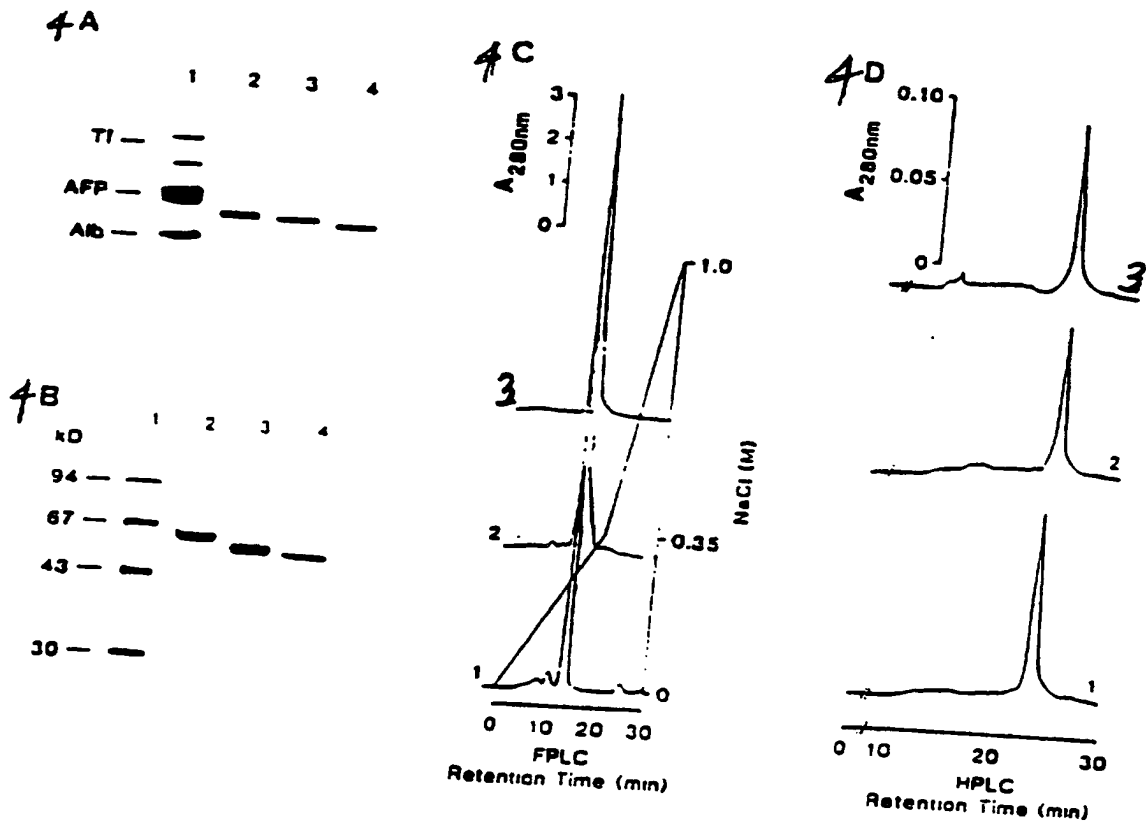 4A
1 2 3 4
Tf
AFP
Alb
4B
kD
1 2 3 4
94
67
43
30
4C
3
2
1
0
A280nm
1.0
3
NaCl (M)
2
0.35
1
0
0 10 20 30
FPLC
Retention Time (min)
4D
0.10
0.05
0
A280nm
3
2
1
0 10 20 30
HPLC
Retention Time (min)